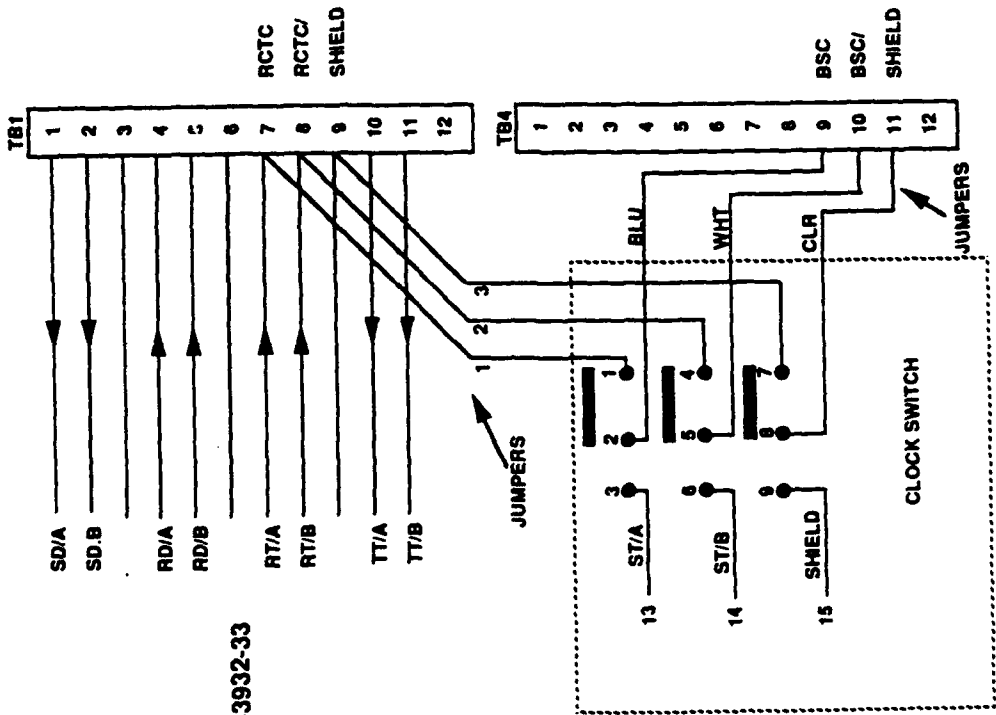 TB1
1
2
3
4
5
6
7
8
9
10
11
12
RCTC
RCTC/
SHIELD
SD/A
SD.B
RD/A
RD/B
RT/A
RT/B
TT/A
TT/B
3932-33
JUMPERS
1
2
3
TB4
1
2
3
4
5
6
7
8
9
10
11
12
BSC
BSC/
SHIELD
JUMPERS
BLU
WHT
CLR
1
2
3
4
5
6
7
8
9
ST/A
13
ST/B
14
SHIELD
15
CLOCK SWITCH